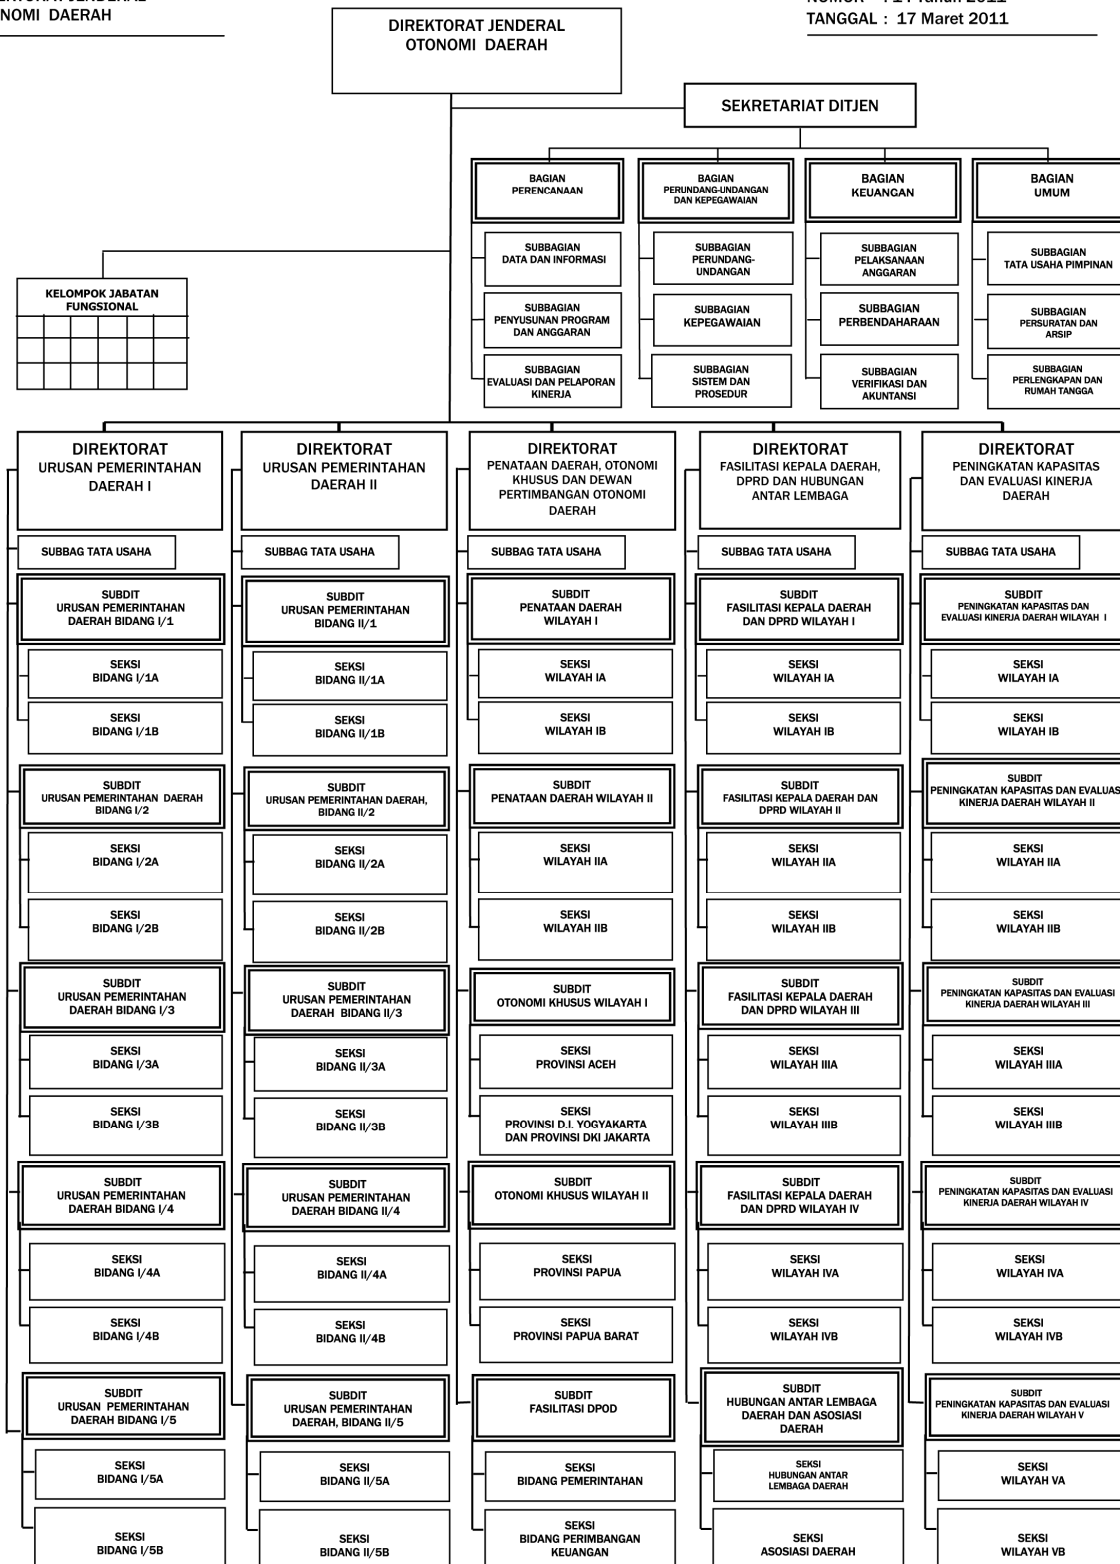 NOMI  DAERAH
TANGGAL :  17 Maret 2011
DIREKTORAT JENDERAL
OTONOMI  DAERAH
SEKRETARIAT DITJEN
BAGIAN
PERENCANAAN
BAGIAN
PERUNDANG-UNDANGAN
DAN KEPEGAWAIAN
BAGIAN
KEUANGAN
BAGIAN
UMUM
SUBBAGIAN
DATA DAN INFORMASI
SUBBAGIAN
PERUNDANG-
UNDANGAN
SUBBAGIAN
PELAKSANAAN
ANGGARAN
SUBBAGIAN
TATA USAHA PIMPINAN
KELOMPOK JABATAN
FUNGSIONAL
SUBBAGIAN
PENYUSUNAN PROGRAM
DAN ANGGARAN
SUBBAGIAN
KEPEGAWAIAN
SUBBAGIAN
PERBENDAHARAAN
SUBBAGIAN
PERSURATAN DAN
ARSIP
SUBBAGIAN
EVALUASI DAN PELAPORAN
KINERJA
SUBBAGIAN
SISTEM DAN
PROSEDUR
SUBBAGIAN
VERIFIKASI DAN
AKUNTANSI
SUBBAGIAN
PERLENGKAPAN DAN
RUMAH TANGGA
DIREKTORAT
URUSAN PEMERINTAHAN
DAERAH I
SUBBAG TATA USAHA
SUBDIT
URUSAN PEMERINTAHAN
DAERAH BIDANG I/1
SEKSI
BIDANG I/1A
SEKSI
BIDANG I/1B
SUBDIT
URUSAN PEMERINTAHAN  DAERAH
BIDANG I/2
SEKSI
BIDANG I/2A
SEKSI
BIDANG I/2B
SUBDIT
URUSAN PEMERINTAHAN
DAERAH BIDANG I/3
SEKSI
BIDANG I/3A
SEKSI
BIDANG I/3B
SUBDIT
URUSAN PEMERINTAHAN
DAERAH BIDANG I/4
SEKSI
BIDANG I/4A
SEKSI
BIDANG I/4B
SUBDIT
URUSAN  PEMERINTAHAN
DAERAH BIDANG I/5
SEKSI
BIDANG I/5A
SEKSI
BIDANG I/5B
DIREKTORAT
URUSAN PEMERINTAHAN
DAERAH II
SUBBAG TATA USAHA
SUBDIT
URUSAN PEMERINTAHAN
BIDANG II/1
SEKSI
BIDANG II/1A
SEKSI
BIDANG II/1B
SUBDIT
URUSAN PEMERINTAHAN DAERAH,
BIDANG II/2
SEKSI
BIDANG II/2A
SEKSI
BIDANG II/2B
SUBDIT
URUSAN PEMERINTAHAN
DAERAH  BIDANG II/3
SEKSI
BIDANG II/3A
SEKSI
BIDANG II/3B
SUBDIT
URUSAN PEMERINTAHAN
DAERAH BIDANG II/4
SEKSI
BIDANG II/4A
SEKSI
BIDANG II/4B
SUBDIT
URUSAN PEMERINTAHAN
DAERAH, BIDANG II/5
SEKSI
BIDANG II/5A
SEKSI
BIDANG II/5B
DIREKTORAT
PENATAAN DAERAH, OTONOMI
KHUSUS DAN DEWAN
PERTIMBANGAN OTONOMI
DAERAH
SUBBAG TATA USAHA
SUBDIT
PENATAAN DAERAH
WILAYAH I
SEKSI
WILAYAH IA
SEKSI
WILAYAH IB
SUBDIT
PENATAAN DAERAH WILAYAH II
SEKSI
WILAYAH IIA
SEKSI
WILAYAH IIB
SUBDIT
OTONOMI KHUSUS WILAYAH I
SEKSI
PROVINSI ACEH
SEKSI
PROVINSI D.I. YOGYAKARTA
DAN PROVINSI DKI JAKARTA
SUBDIT
OTONOMI KHUSUS WILAYAH II
SEKSI
PROVINSI PAPUA
SEKSI
PROVINSI PAPUA BARAT
SUBDIT
FASILITASI DPOD
SEKSI
BIDANG PEMERINTAHAN
SEKSI
BIDANG PERIMBANGAN
KEUANGAN
DIREKTORAT
FASILITASI KEPALA DAERAH,
DPRD DAN HUBUNGAN
ANTAR LEMBAGA
SUBBAG TATA USAHA
SUBDIT
FASILITASI KEPALA DAERAH
DAN DPRD WILAYAH I
SEKSI
WILAYAH IA
SEKSI
WILAYAH IB
SUBDIT
FASILITASI KEPALA DAERAH DAN
DPRD WILAYAH II
SEKSI
WILAYAH IIA
SEKSI
WILAYAH IIB
SUBDIT
FASILITASI KEPALA DAERAH
DAN DPRD WILAYAH III
SEKSI
WILAYAH IIIA
SEKSI
WILAYAH IIIB
SUBDIT
FASILITASI KEPALA DAERAH
DAN DPRD WILAYAH IV
SEKSI
WILAYAH IVA
SEKSI
WILAYAH IVB
SUBDIT
HUBUNGAN ANTAR LEMBAGA
DAERAH DAN ASOSIASI
DAERAH
SEKSI
HUBUNGAN ANTAR
LEMBAGA DAERAH
SEKSI
ASOSIASI DAERAH
DIREKTORAT
PENINGKATAN KAPASITAS
DAN EVALUASI KINERJA
DAERAH
SUBBAG TATA USAHA
SUBDIT
PENINGKATAN KAPASITAS DAN
EVALUASI KINERJA DAERAH WILAYAH  I
SEKSI
WILAYAH IA
SEKSI
WILAYAH IB
SUBDIT
PENINGKATAN KAPASITAS DAN EVALUAS
KINERJA DAERAH WILAYAH II
SEKSI
WILAYAH IIA
SEKSI
WILAYAH IIB
SUBDIT
PENINGKATAN KAPASITAS DAN EVALUASI
KINERJA DAERAH WILAYAH III
SEKSI
WILAYAH IIIA
SEKSI
WILAYAH IIIB
SUBDIT
PENINGKATAN KAPASITAS DAN EVALUASI
KINERJA DAERAH WILAYAH IV
SEKSI
WILAYAH IVA
SEKSI
WILAYAH IVB
SUBDIT
PENINGKATAN KAPASITAS DAN EVALUASI
KINERJA DAERAH WILAYAH V
SEKSI
WILAYAH VA
SEKSI
WILAYAH VB